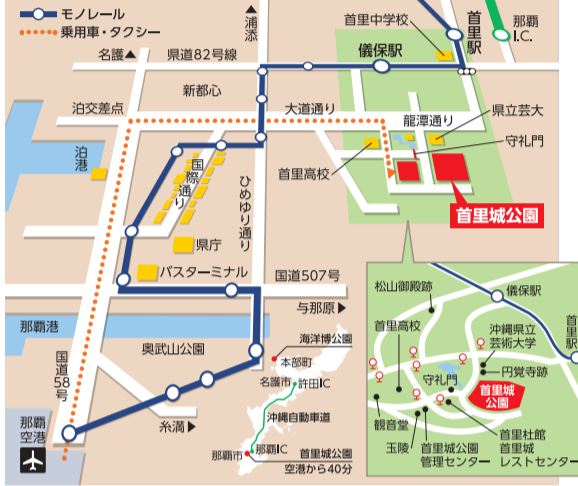 モノレール
乗用車・タクシー
▲浦添
首里中学校
首里駅
那覇I.C.
名護▲
県道82号線
儀保駅
新都心
泊交差点
大道通り
龍潭通り
県立芸大
守礼門
泊港
国際通り
首里高校
ひめゆり通り
首里城公園
県庁
バスターミナル
国道507号
与那原▶
那覇港
奥武山公園
国道58号
糸満▶
那覇空港
海洋博公園
本部町
名護市
許田IC
沖縄自動車道
那覇IC
那覇市
首里城公園
空港から40分
儀保駅
松山御殿跡
首里駅
首里高校
沖縄県立
芸術大学
円覚寺跡
守礼門
首里城
公園
観音堂
玉陵
首里城公園
管理センター
首里杜館
首里城
レストセンター